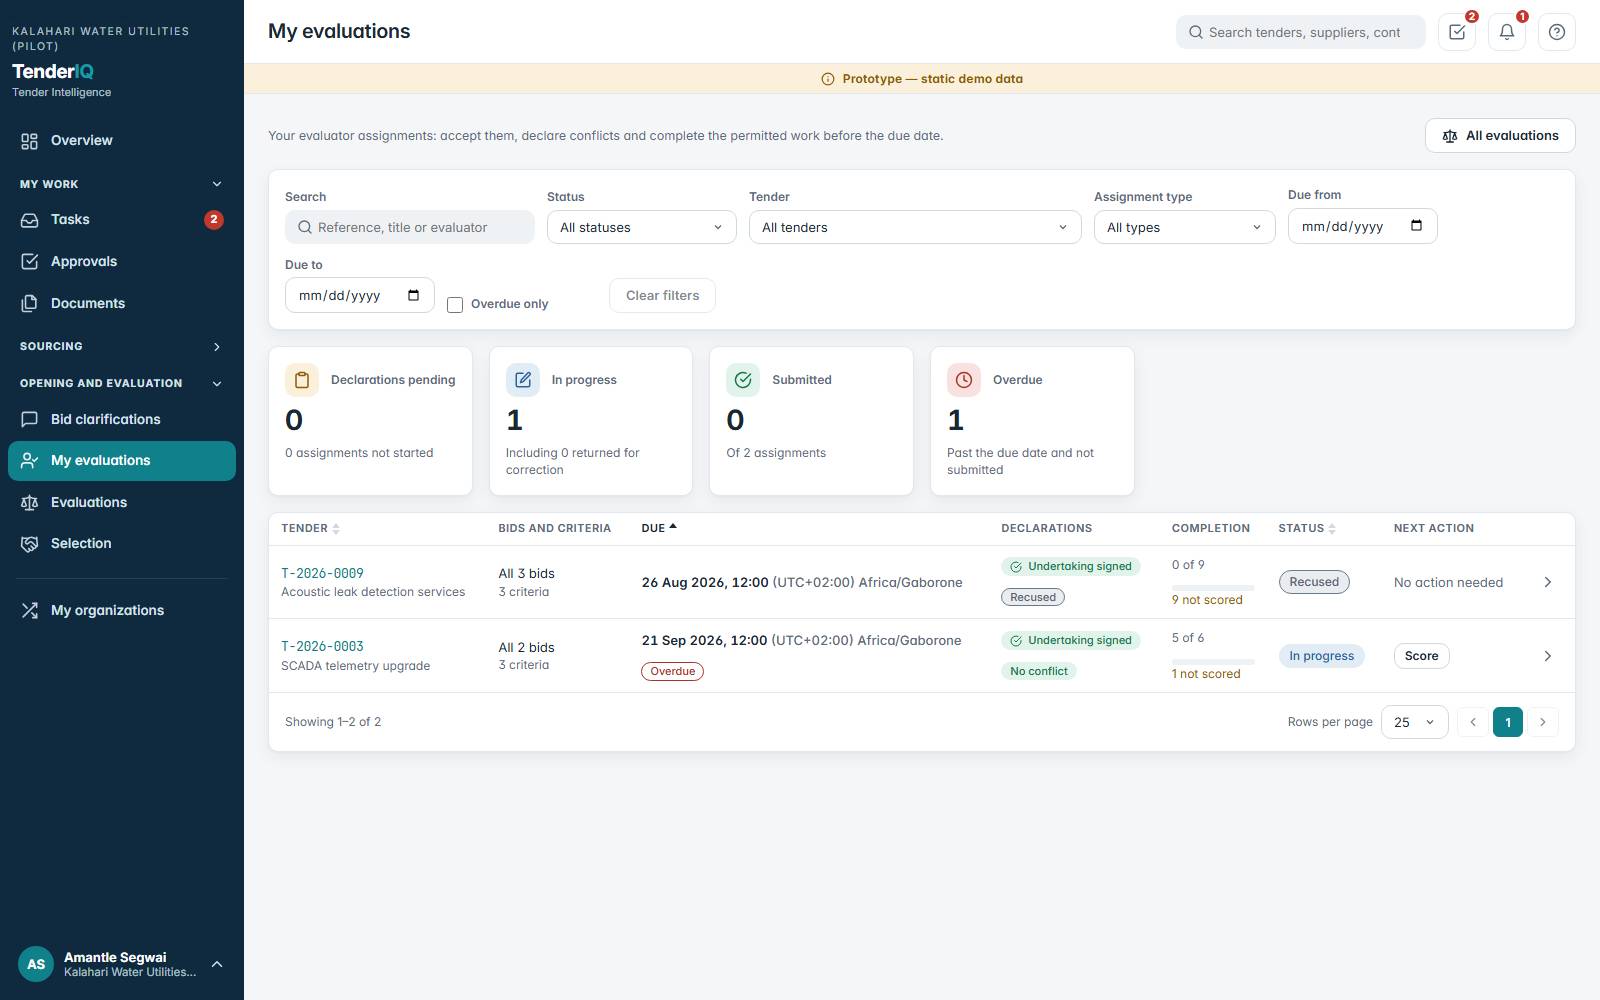 KALAHARI WATER UTILITIES
(PILOT)
TenderIQ
Tender Intelligence
Overview
MY WORK
Tasks 2
Approvals
Documents
SOURCING
OPENING AND EVALUATION
Bid clarifications
My evaluations
Evaluations
Selection
My organizations
AS Amantle Segwai
Kalahari Water Utilities...
My evaluations
Search tenders, suppliers, cont
2 1
Prototype — static demo data
Your evaluator assignments: accept them, declare conflicts and complete the permitted work before the due date.
All evaluations
Search Status Tender Assignment type Due from
Reference, title or evaluator All statuses All tenders All types mm/dd/yyyy
Due to
mm/dd/yyyy Overdue only Clear filters
Declarations pending
0
0 assignments not started
In progress
1
Including 0 returned for
correction
Submitted
0
Of 2 assignments
Overdue
1
Past the due date and not
submitted
TENDER BIDS AND CRITERIA DUE DECLARATIONS COMPLETION STATUS NEXT ACTION
T-2026-0009
Acoustic leak detection services
All 3 bids
3 criteria
26 Aug 2026, 12:00 (UTC+02:00) Africa/Gaborone
Undertaking signed
Recused
0 of 9
9 not scored
Recused
No action needed
T-2026-0003
SCADA telemetry upgrade
All 2 bids
3 criteria
21 Sep 2026, 12:00 (UTC+02:00) Africa/Gaborone
Overdue
Undertaking signed
No conflict
5 of 6
1 not scored
In progress
Score
Showing 1–2 of 2
Rows per page 25 1